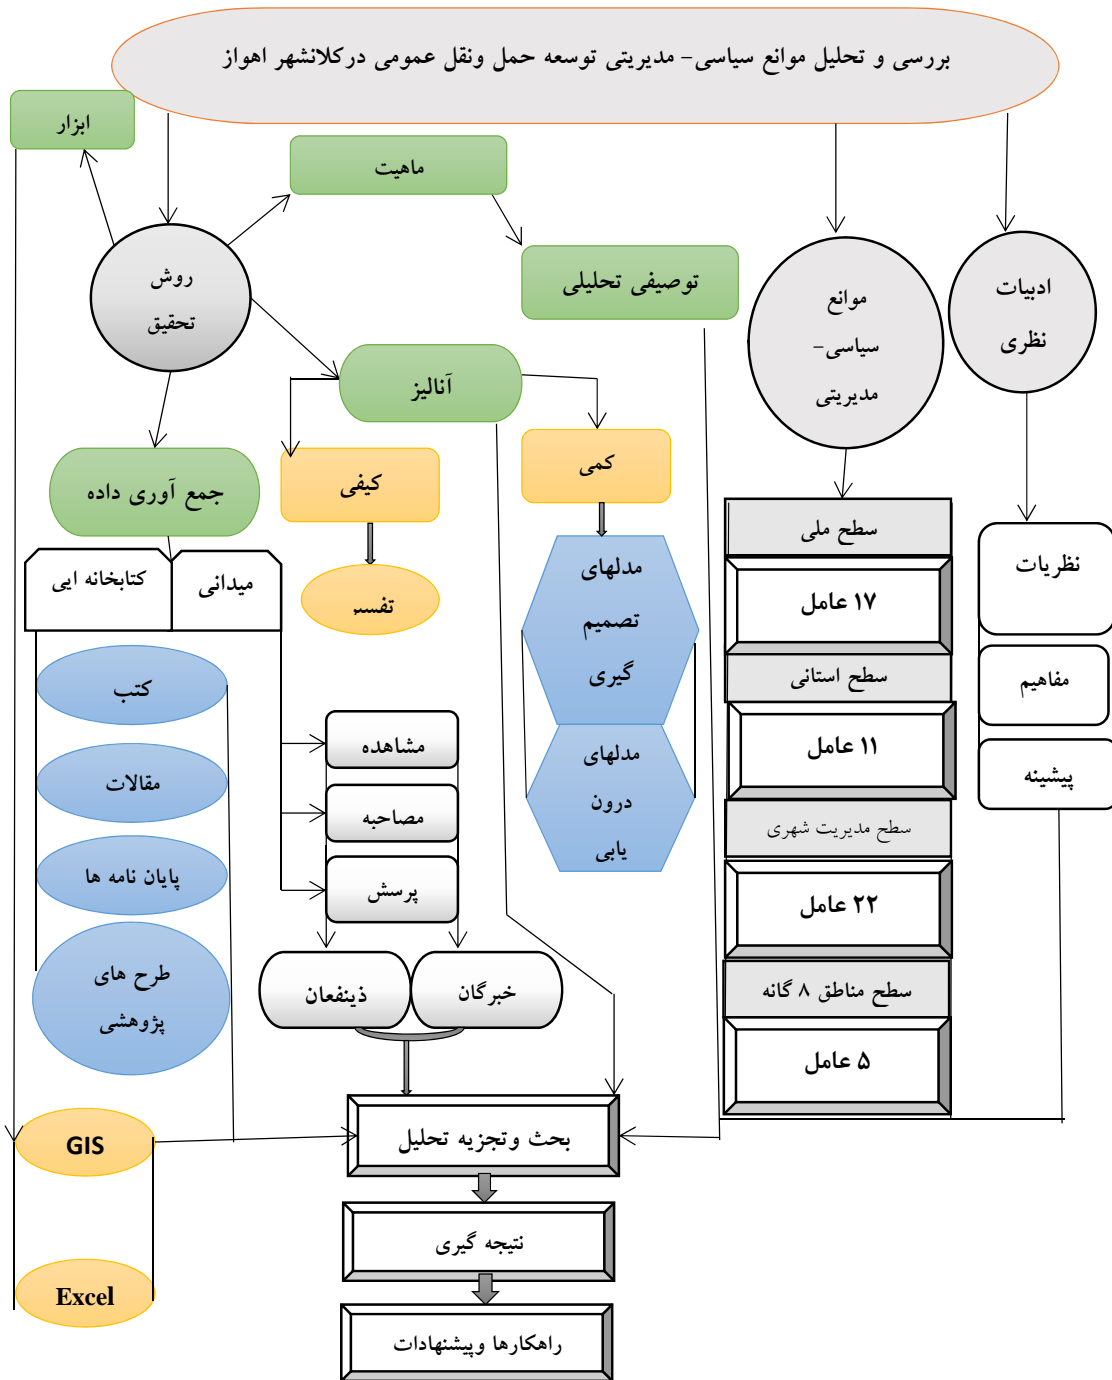 بررسی و تحلیل موانع سیاسی- مدیریتی توسعه حمل ونقل عمومی درکلانشهر اهواز
ابزار
ماهیت
روش
تحقیق
توصیفی تحلیلی
موانع
سیاسی-
مدیریتی
ادبیات
نظری
آنالیز
جمع آوری داده
کیفی
کمی
کتابخانه ایی
میدانی
تفسیر
مدلهای
تصمیم
گیری
مدلهای
درون
یابی
سطح ملی
۱۷ عامل
سطح استانی
۱۱ عامل
سطح مدیریت شهری
۲۲ عامل
سطح مناطق ۸ گانه
۵ عامل
نظریات
مفاهیم
پیشینه
کتب
مقالات
پایان نامه ها
طرح های
پژوهشی
مشاهده
مصاحبه
پرسش
ذینفعان
خبرگان
GIS
Excel
بحث وتجزیه تحلیل
نتیجه گیری
راهکارها وپیشنهادات